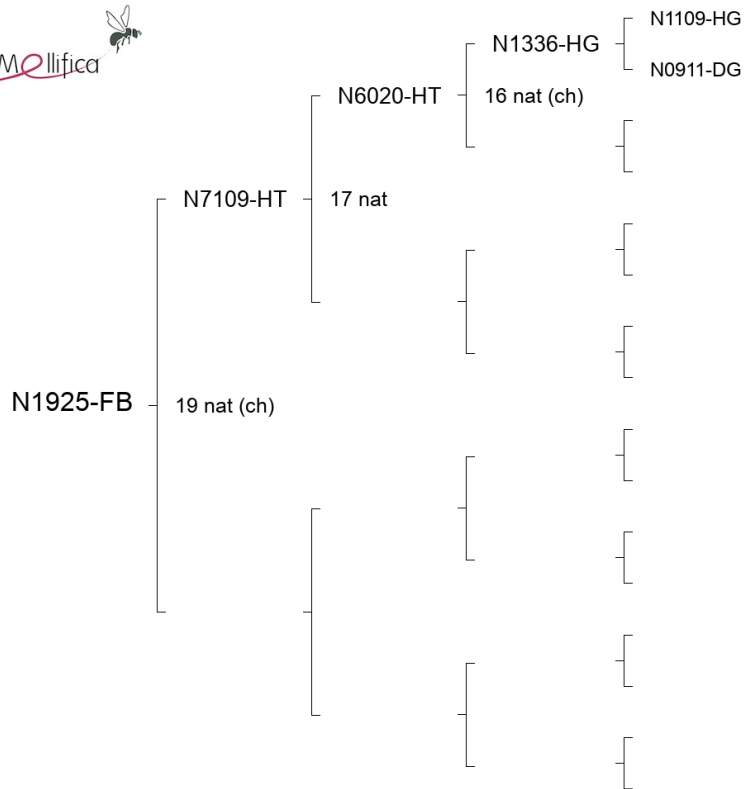 Mellifica
N1109-HG
N1336-HG
N0911-DG
N6020-HT
16 nat (ch)
N7109-HT
17 nat
N1925-FB
19 nat (ch)